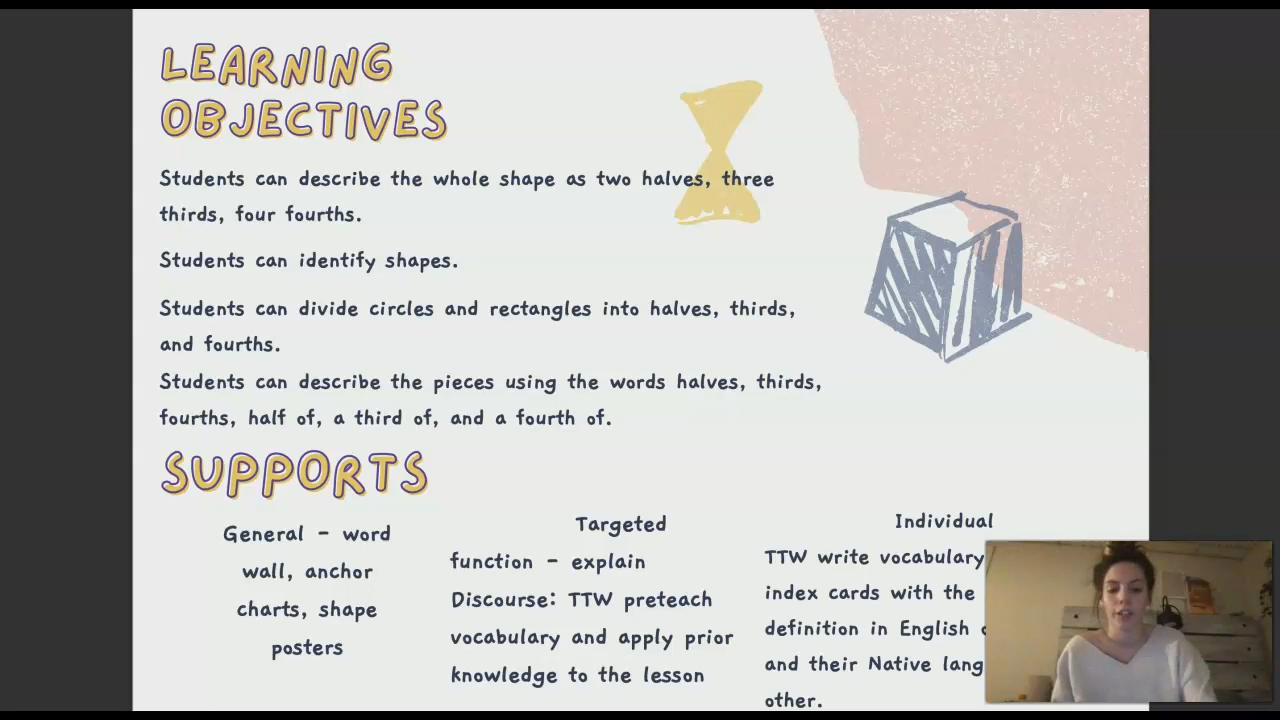 LEARNING
OBJECTIVES
Students can describe the whole shape as two halves, three
thirds, four fourths.
Students can identify shapes.
Students can divide circles and rectangles into halves, thirds,
and fourths.
Students can describe the pieces using the words halves, thirds,
fourths, half of, a third of, and a fourth of.
SUPPORTS
General - word
wall, anchor
charts, shape
posters
Targeted
function - explain
Discourse: TTW preteach
vocabulary and apply prior
knowledge to the lesson
Individual
TTW write vocabulary
index cards with the
definition in English
and their Native
other.